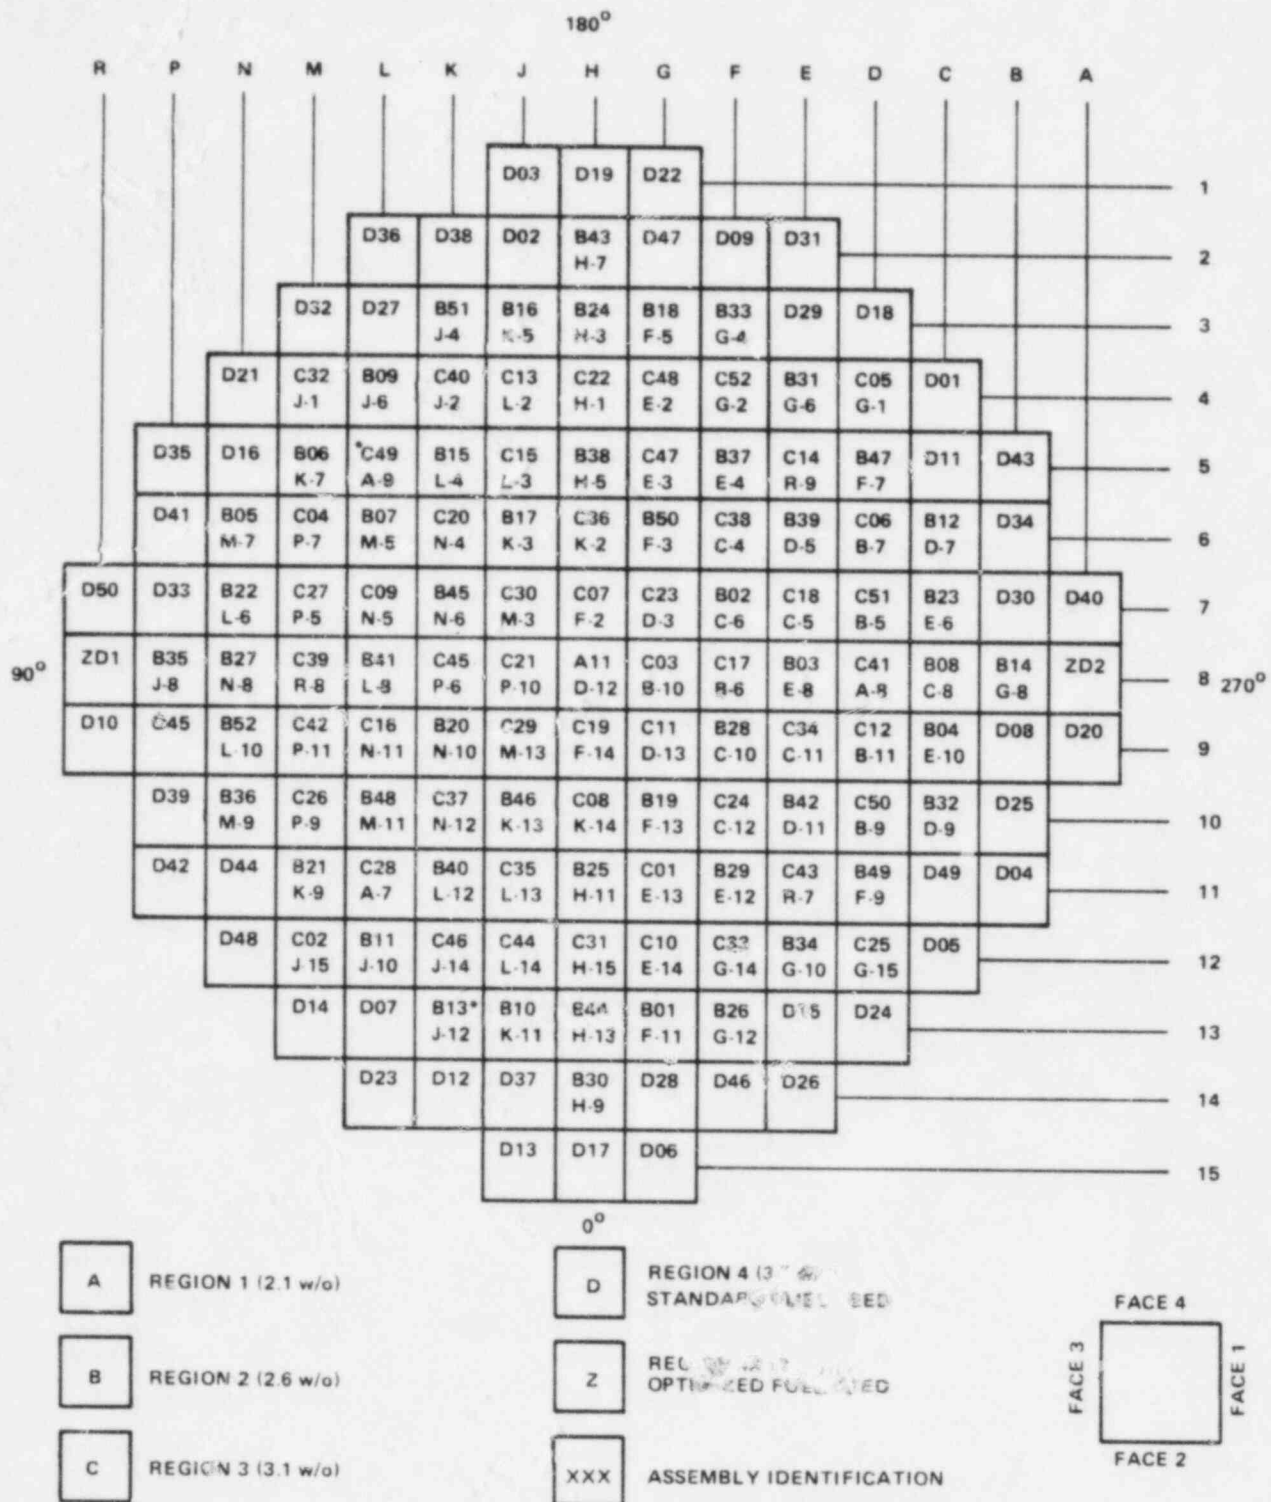 180°
R P N M L K J H G F E D C B A
D03 D19 D22 1
D36 D38 D02 B43 D47 D09 D31 2
H-7
D32 D27 B51 B16 B24 B18 B33 D29 D18 3
J-4 K-5 H-3 F-5 G-4
D21 C32 B09 C40 C13 C22 C48 C52 B31 C05 D01 4
J-1 J-6 J-2 L-2 H-1 E-2 G-2 G-6 G-1
D35 D16 B06 *C49 B15 C15 B38 C47 B37 C14 B47 D11 D43 5
K-7 A-9 L-4 L-3 H-5 E-3 E-4 R-9 F-7
D41 B05 C04 B07 C20 B17 C36 B50 C38 B39 C06 B12 D34 6
M-7 P-7 M-5 N-4 K-3 K-2 F-3 C-4 D-5 B-7 D-7
D50 D33 B22 C27 C09 B45 C30 C07 C23 B02 C18 C51 B23 D30 D40 7
L-6 P-5 N-5 N-6 M-3 F-2 D-3 C-6 C-5 B-5 E-6
90° ZD1 B35 B27 C39 B41 C45 C21 A11 C03 C17 B03 C41 B08 B14 ZD2 8 270°
J-8 N-8 R-8 L-8 P-6 P-10 D-12 B-10 B-6 E-8 A-8 C-8 G-8
D10 B52 C42 C16 B20 C29 C19 C11 B28 C34 C12 B04 D08 D20 9
L-10 P-11 N-11 N-10 M-13 F-14 D-13 C-10 C-11 B-11 E-10
D39 B36 C26 B48 C37 B46 C08 B19 C24 B42 C50 B32 D25 10
M-9 P-9 M-11 N-12 K-13 K-14 F-13 C-12 D-11 B-9 D-9
D42 D44 B21 C28 B40 C35 B25 C01 B29 C43 B49 D49 D04 11
K-9 A-7 L-12 L-13 H-11 E-13 E-12 R-7 F-9
D48 C02 B11 C46 C44 C31 C10 B34 C25 D05 12
J-15 J-10 J-14 L-14 H-15 E-14 G-14 G-10 G-15
D14 D07 B13* B10 B01 B26 D24 13
J-12 K-11 H-13 F-11 G-12
D23 D12 D37 B30 D28 D46 D26 14
H-9
D13 D17 D06 15
0°
A REGION 1 (2.1 w/o)
B REGION 2 (2.6 w/o)
C REGION 3 (3.1 w/o)
D REGION 4
Z
XXX ASSEMBLY IDENTIFICATION
FACE 4
FACE 3
FACE 1
FACE 2